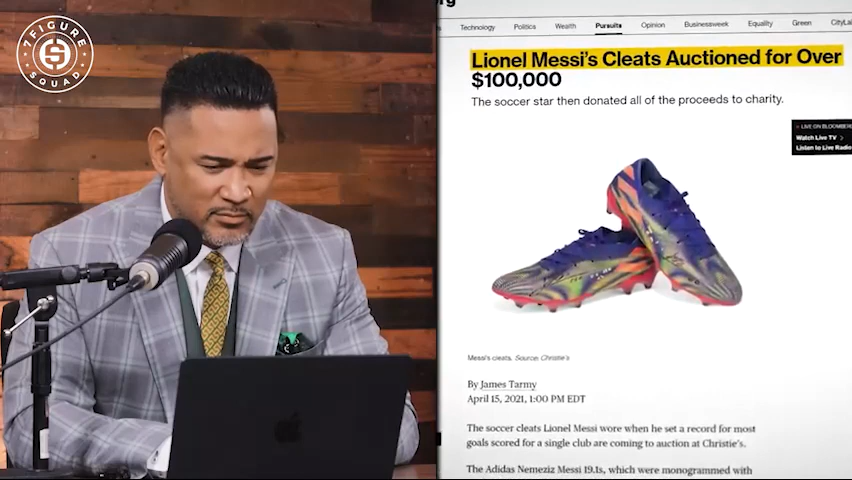 7FIGURE
SQUAD
Technology Politics Wealth Pursuits Opinion Businessweek Equality Green
Lionel Messi's Cleats Auctioned for Over
$100,000
The soccer star then donated all of the proceeds to charity.
LIVE ON BLOOMBERG
Watch Live TV >
Listen to Live Radio
Messi's cleats. Source: Christie's
By James Tarmy
April 15, 2021, 1:00 PM EDT
The soccer cleats Lionel Messi wore when he set a record for most
goals scored for a single club are coming to auction at Christie's.
The Adidas Nemeziz Messi 19.1s, which were monogrammed with